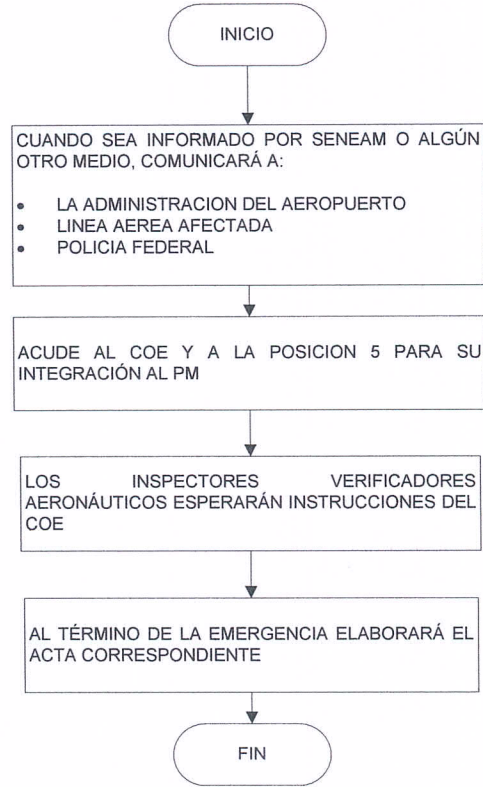 INICIO
CUANDO SEA INFORMADO POR SENEAM O ALGÚN
OTRO MEDIO, COMUNICARÁ A:
• LA ADMINISTRACION DEL AEROPUERTO
• LINEA AEREA AFECTADA
• POLICIA FEDERAL
ACUDE AL COE Y A LA POSICION 5 PARA SU
INTEGRACIÓN AL PM
LOS INSPECTORES VERIFICADORES
AERONÁUTICOS ESPERARÁN INSTRUCCIONES DEL
COE
AL TÉRMINO DE LA EMERGENCIA ELABORARÁ EL
ACTA CORRESPONDIENTE
FIN